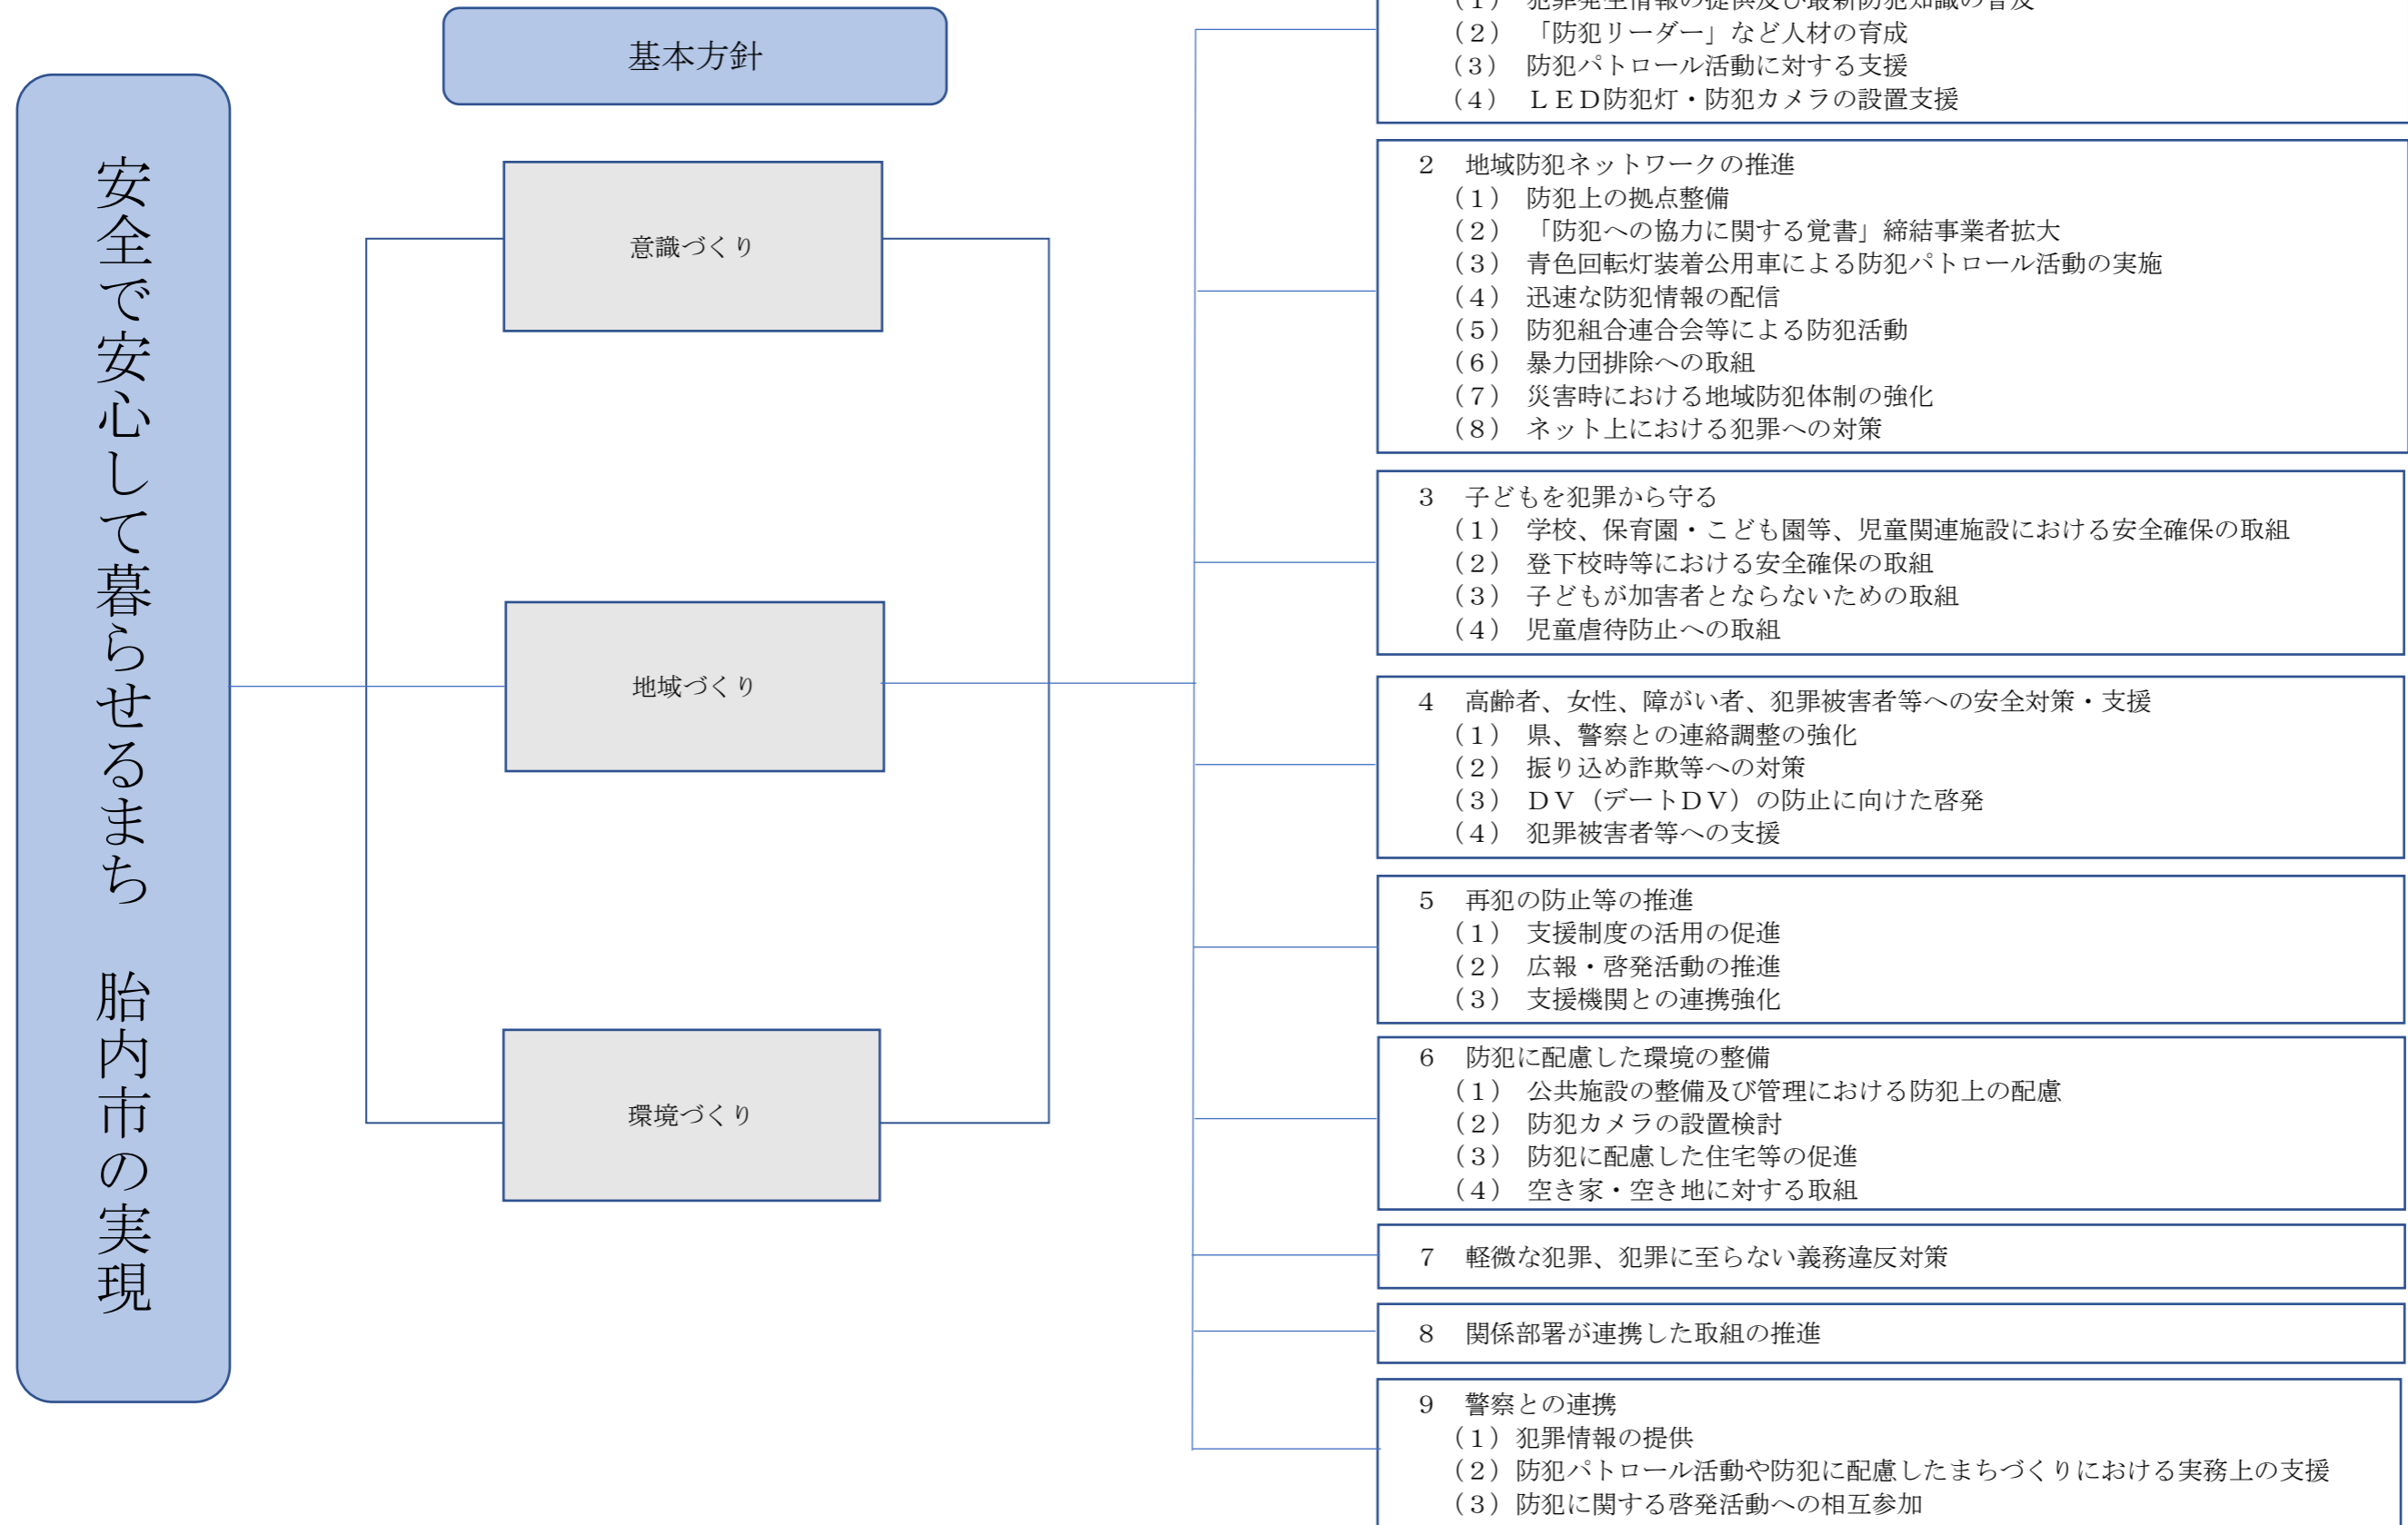 安全で安心して暮らせるまち　胎内市の実現
基本方針
意識づくり
地域づくり
環境づくり
（１）　犯罪発生情報の提供及び最新防犯知識の普及
（２）　「防犯リーダー」など人材の育成
（３）　防犯パトロール活動に対する支援
（４）　ＬＥＤ防犯灯・防犯カメラの設置支援
２　地域防犯ネットワークの推進
（１）　防犯上の拠点整備
（２）　「防犯への協力に関する覚書」締結事業者拡大
（３）　青色回転灯装着公用車による防犯パトロール活動の実施
（４）　迅速な防犯情報の配信
（５）　防犯組合連合会等による防犯活動
（６）　暴力団排除への取組
（７）　災害時における地域防犯体制の強化
（８）　ネット上における犯罪への対策
３　子どもを犯罪から守る
（１）　学校、保育園・こども園等、児童関連施設における安全確保の取組
（２）　登下校時等における安全確保の取組
（３）　子どもが加害者とならないための取組
（４）　児童虐待防止への取組
４　高齢者、女性、障がい者、犯罪被害者等への安全対策・支援
（１）　県、警察との連絡調整の強化
（２）　振り込め詐欺等への対策
（３）　ＤＶ（デートＤＶ）の防止に向けた啓発
（４）　犯罪被害者等への支援
５　再犯の防止等の推進
（１）　支援制度の活用の促進
（２）　広報・啓発活動の推進
（３）　支援機関との連携強化
６　防犯に配慮した環境の整備
（１）　公共施設の整備及び管理における防犯上の配慮
（２）　防犯カメラの設置検討
（３）　防犯に配慮した住宅等の促進
（４）　空き家・空き地に対する取組
７　軽微な犯罪、犯罪に至らない義務違反対策
８　関係部署が連携した取組の推進
９　警察との連携
（１）犯罪情報の提供
（２）防犯パトロール活動や防犯に配慮したまちづくりにおける実務上の支援
（３）防犯に関する啓発活動への相互参加